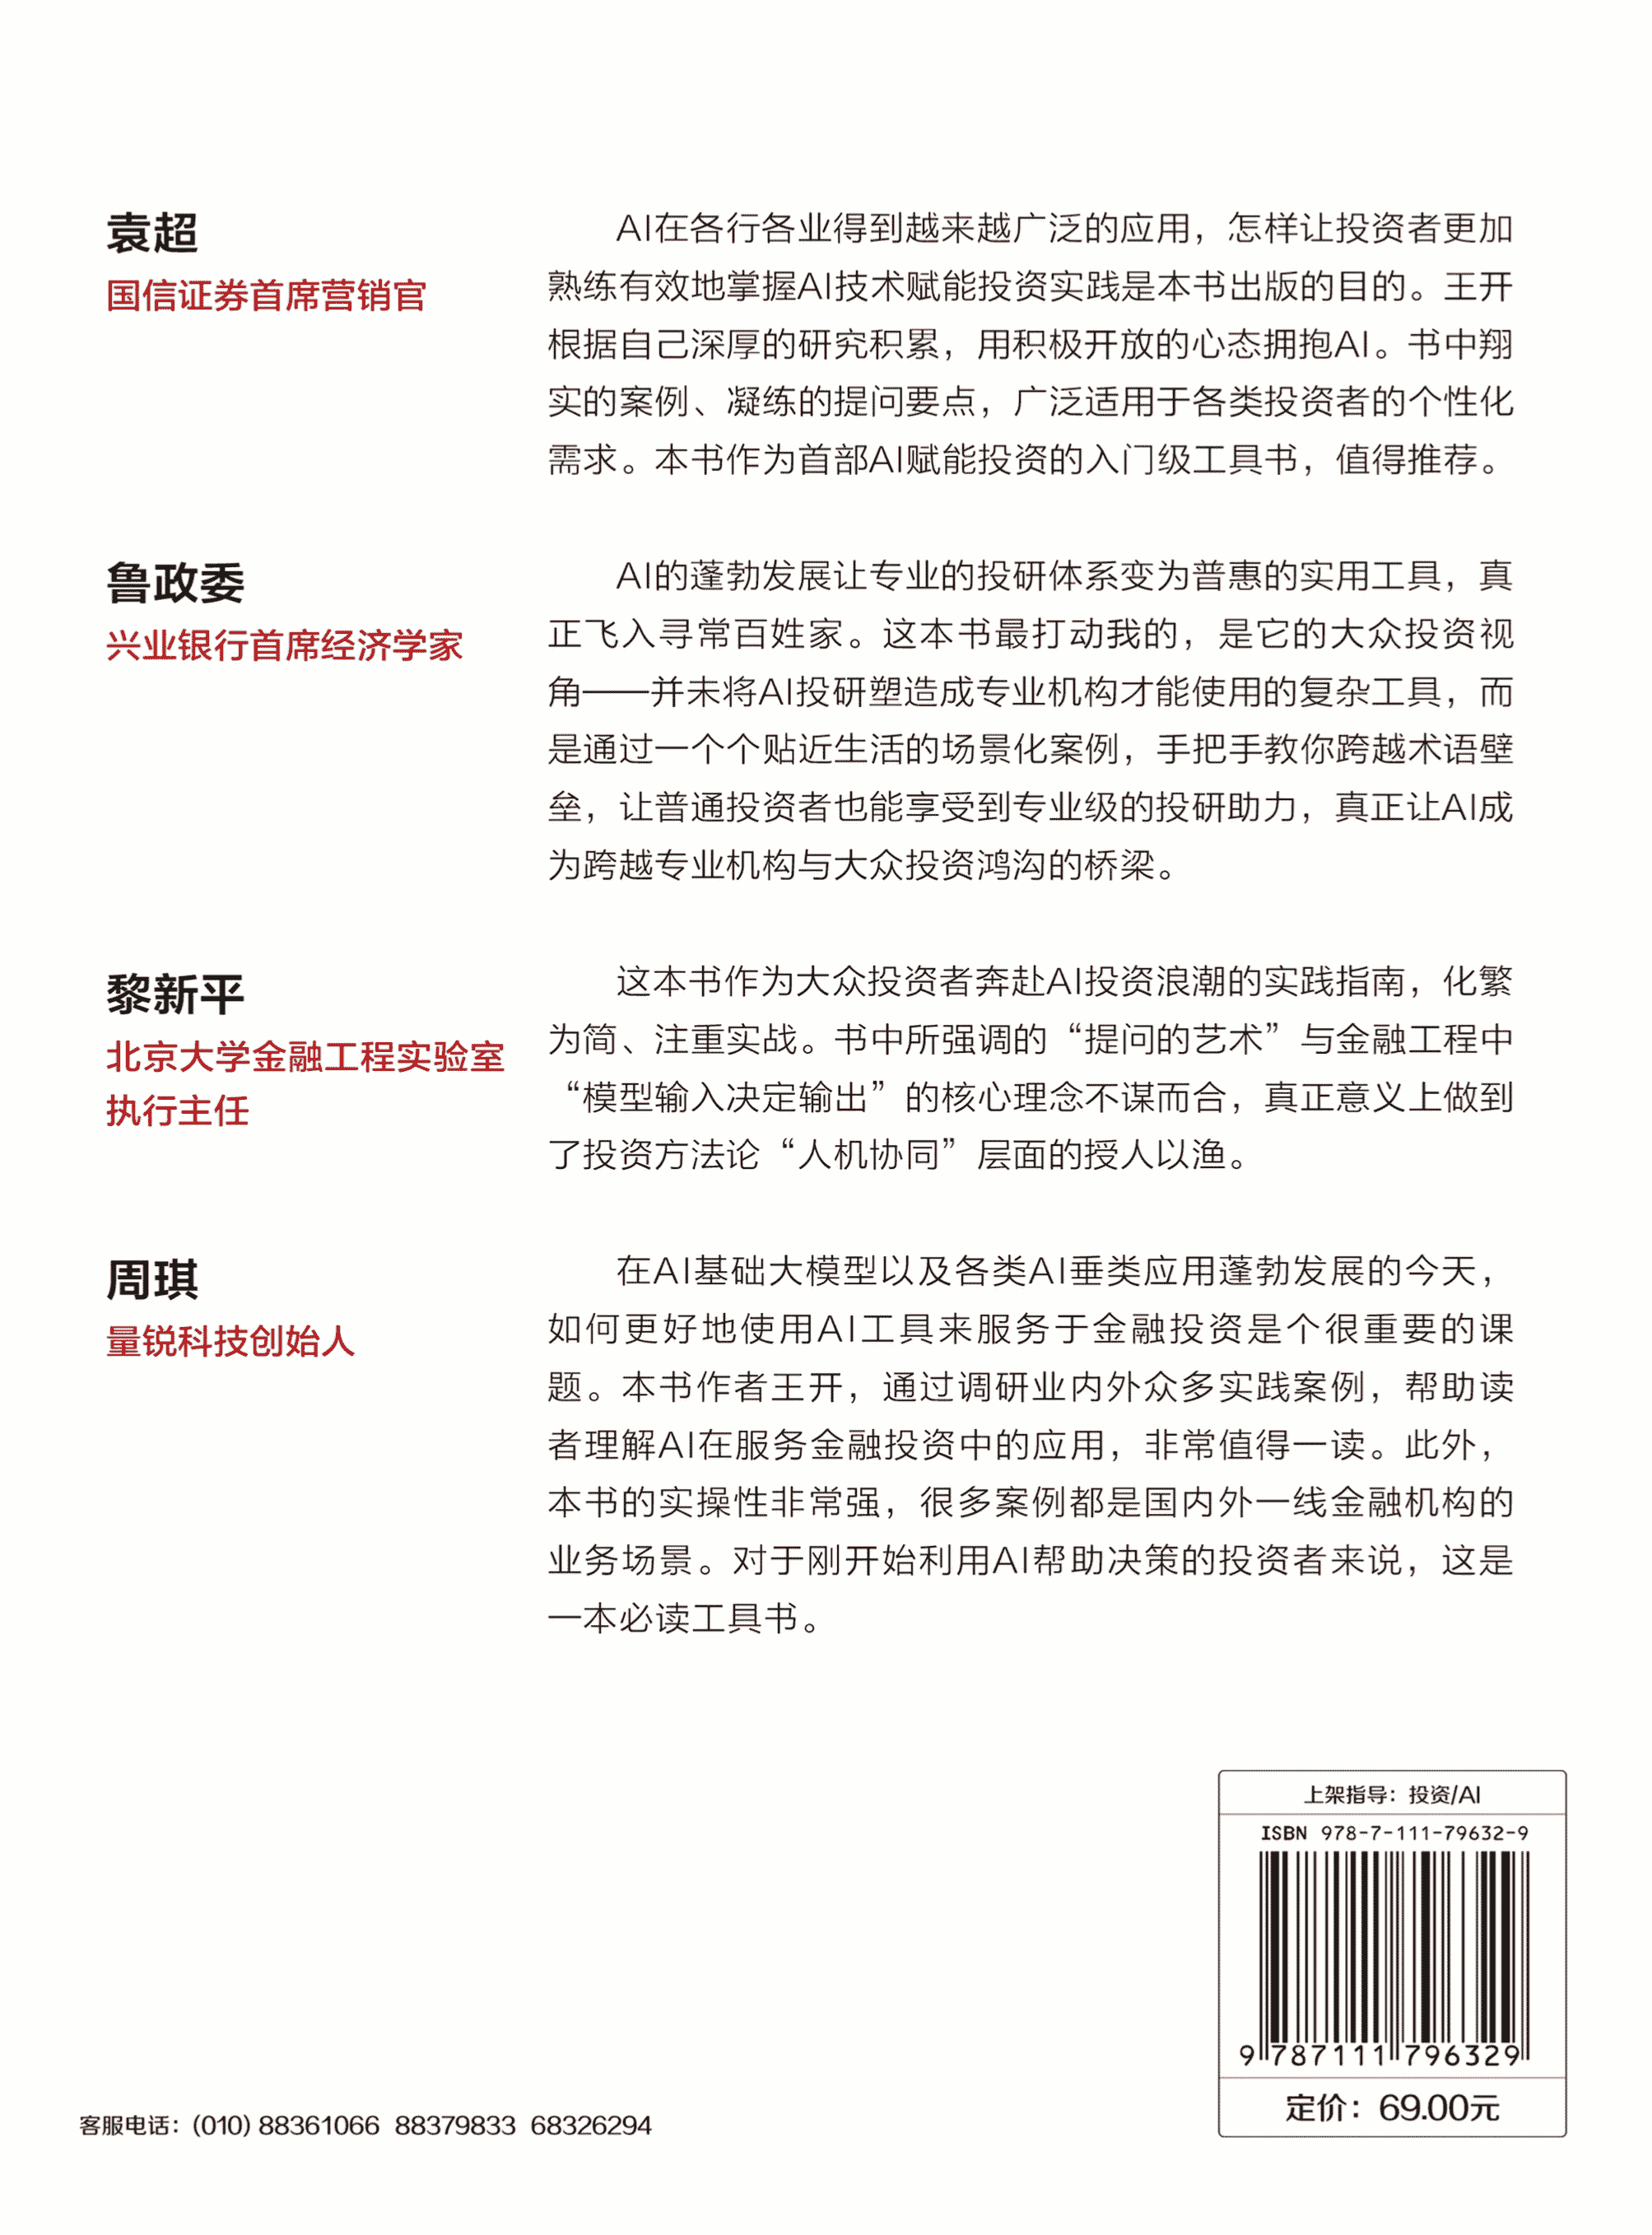 袁超
国信证券首席营销官
AI在各行各业得到越来越广泛的应用，怎样让投资者更加
熟练有效地掌握AI技术赋能投资实践是本书出版的目的。王开
根据自己深厚的研究积累，用积极开放的心态拥抱AI。书中翔
实的案例、凝练的提问要点，广泛适用于各类投资者的个性化
需求。本书作为首部AI赋能投资的入门级工具书，值得推荐。
鲁政委
兴业银行首席经济学家
AI的蓬勃发展让专业的投研体系变为普惠的实用工具，真
正飞入寻常百姓家。这本书最打动我的，是它的大众投资视
角——并未将AI投研塑造成专业机构才能使用的复杂工具，而
是通过一个个贴近生活的场景化案例，手把手教你跨越术语壁
垒，让普通投资者也能享受到专业级的投研助力，真正让AI成
为跨越专业机构与大众投资鸿沟的桥梁。
黎新平
北京大学金融工程实验室
执行主任
这本书作为大众投资者奔赴AI投资浪潮的实践指南，化繁
为简、注重实战。书中所强调的“提问的艺术”与金融工程中
“模型输入决定输出”的核心理念不谋而合，真正意义上做到
了投资方法论“人机协同”层面的授人以渔。
周琪
量锐科技创始人
在AI基础大模型以及各类AI垂类应用蓬勃发展的今天，
如何更好地使用AI工具来服务于金融投资是个很重要的课
题。本书作者王开，通过调研业内外众多实践案例，帮助读
者理解AI在服务金融投资中的应用，非常值得一读。此外，
本书的实操性非常强，很多案例都是国内外一线金融机构的
业务场景。对于刚开始利用AI帮助决策的投资者来说，这是
一本必读工具书。
上架指导：投资/AI
ISBN 978-7-111-79632-9
9 787111 796329
定价：69.00元
客服电话：(010) 88361066 88379833 68326294